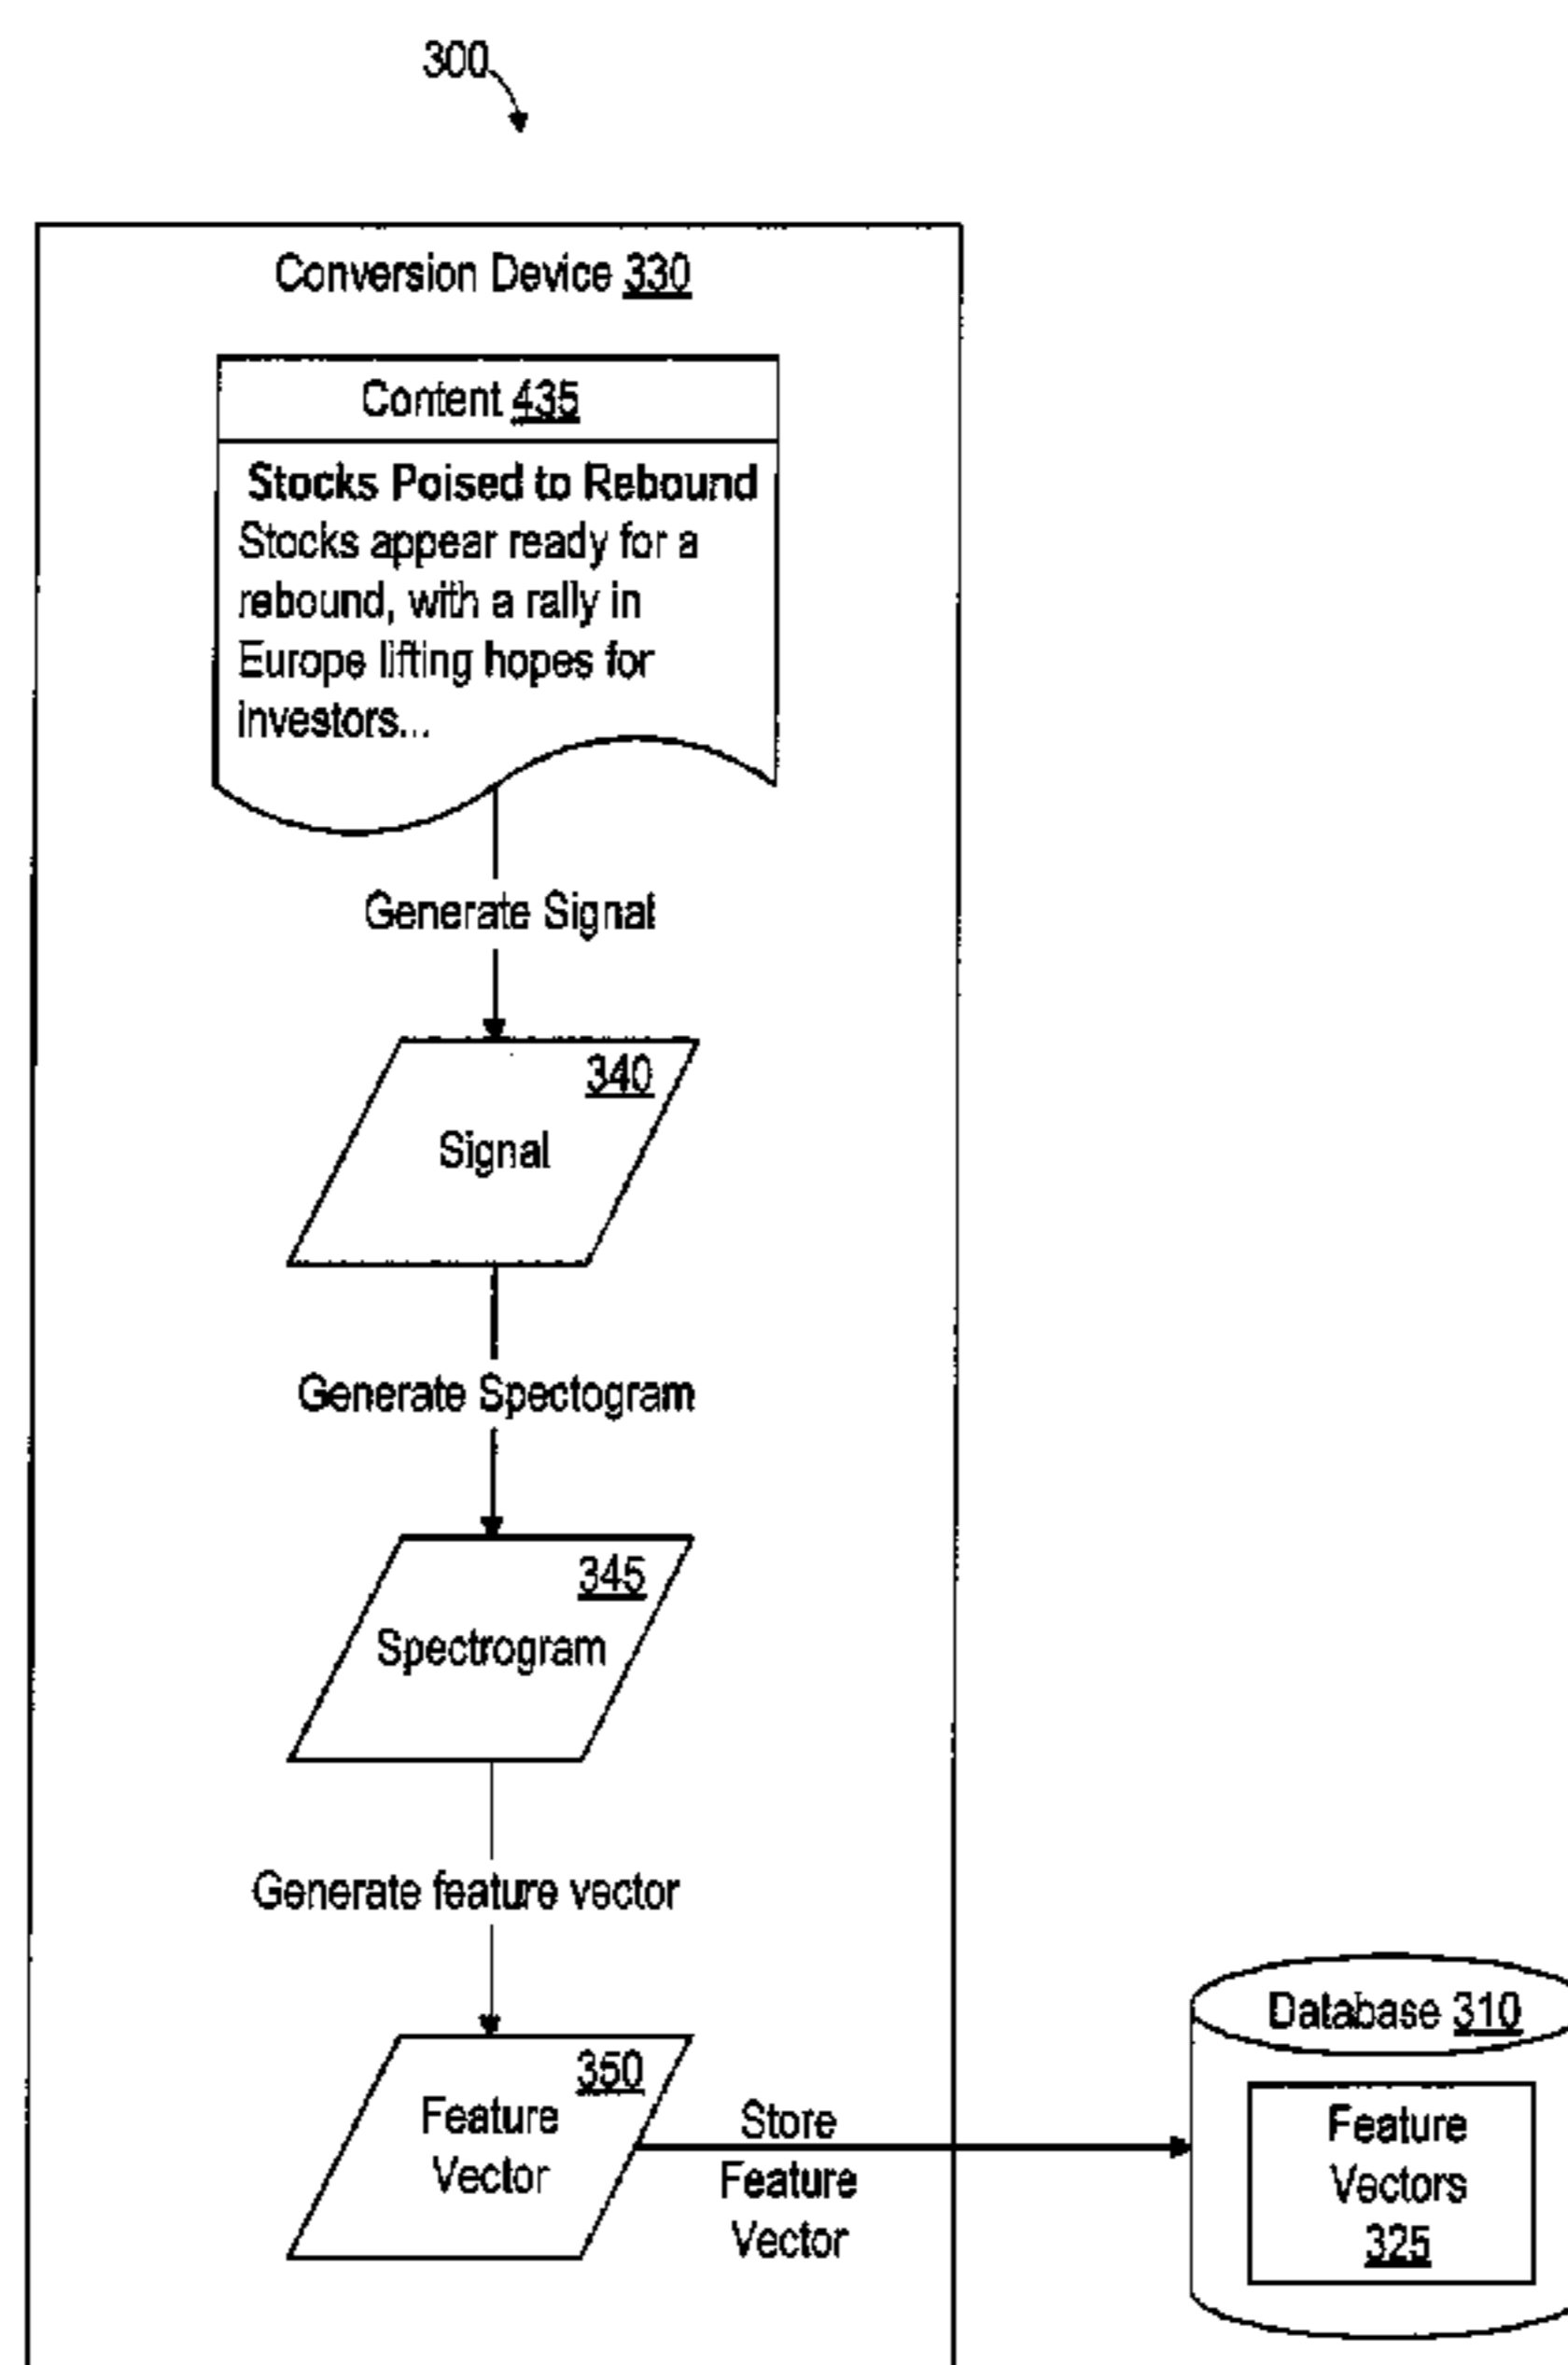 300
Conversion Device 330
Content 435
Stocks Poised to Rebound
Stocks appear ready for a
rebound, with a rally in
Europe lifting hopes for
investors...
Generate Signal
340
Signal
Generate Spectogram
345
Spectrogram
Generate feature vector
350
Feature
Vector
Store
Feature
Vector
Database 310
Feature
Vectors
325